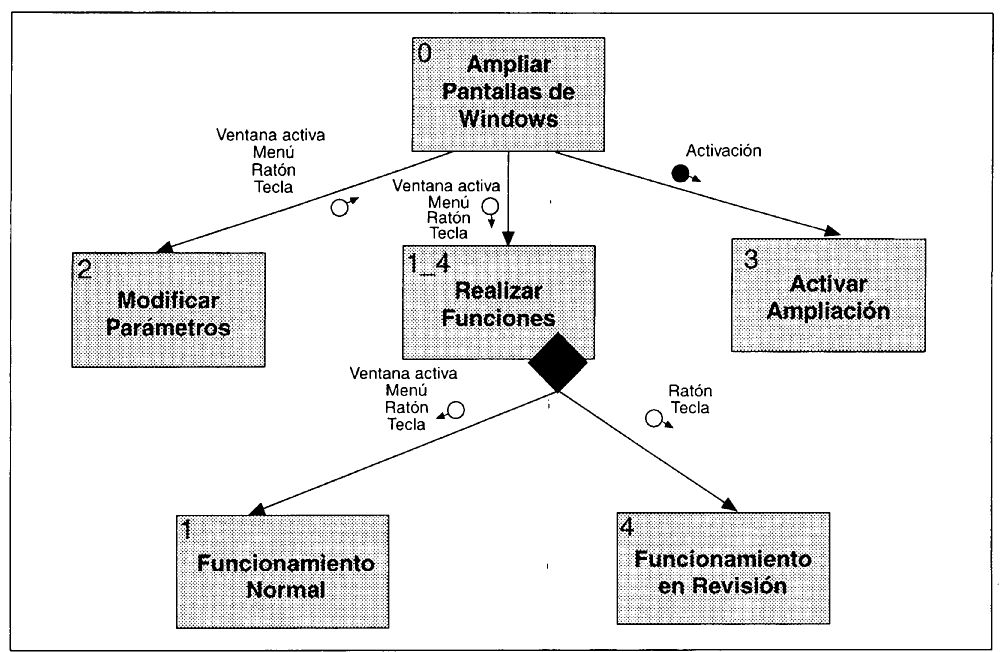 0
Ampliar
Pantallas de
Windows
Ventana activa
Menú
Ratón
Tecla
Ventana activa
Menú
Ratón
Tecla
Activación
2
Modificar
Parámetros
1_4
Realizar
Funciones
3
Activar
Ampliación
Ventana activa
Menú
Ratón
Tecla
Ratón
Tecla
1
Funcionamiento
Normal
4
Funcionamiento
en Revisión